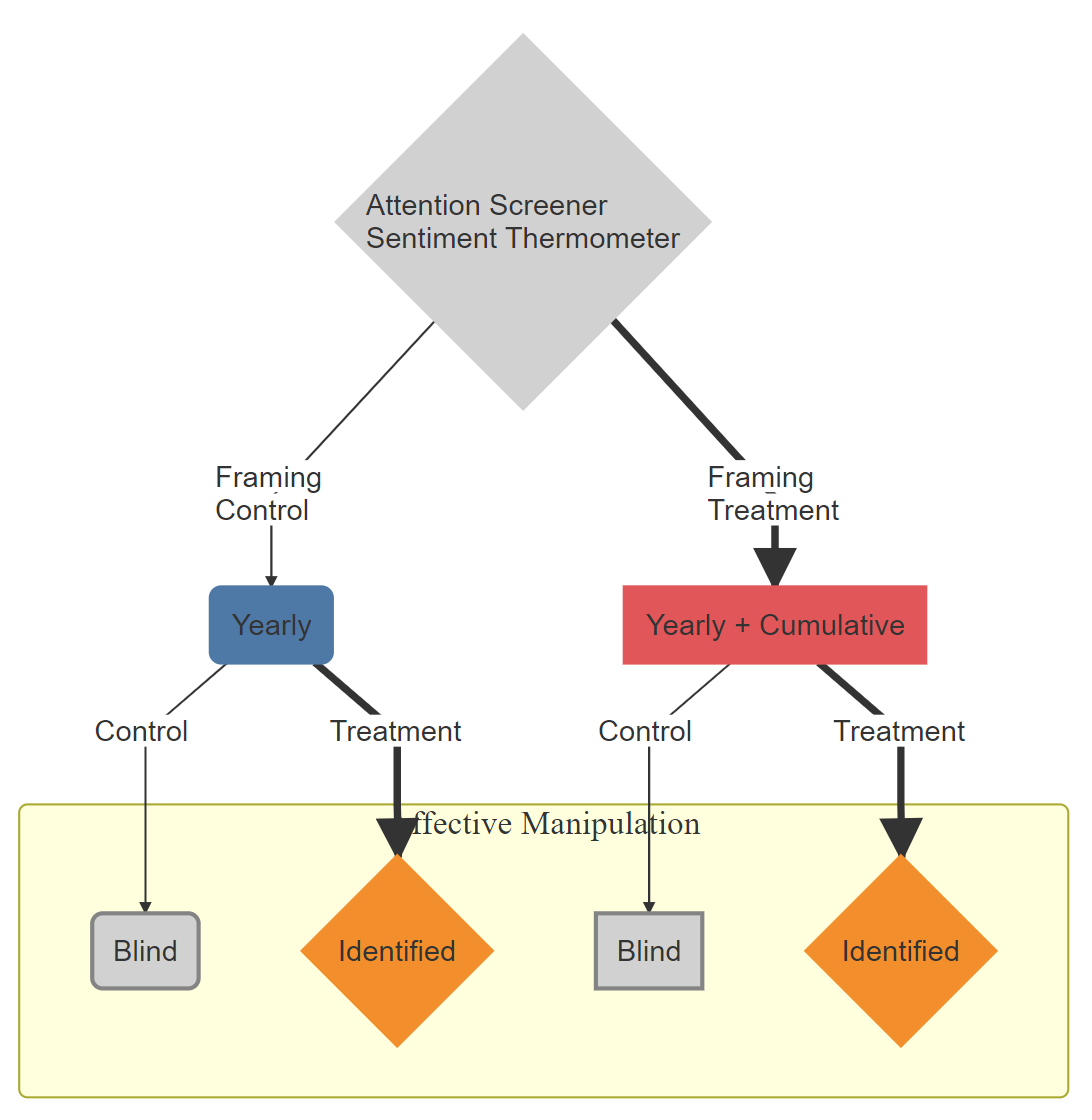 Attention Screener
Sentiment Thermometer
Framing
Control
Framing
Treatment
Yearly
Yearly + Cumulative
Control
Treatment
Control
Treatment
ffective Manipulation
Blind
Identified
Blind
Identified